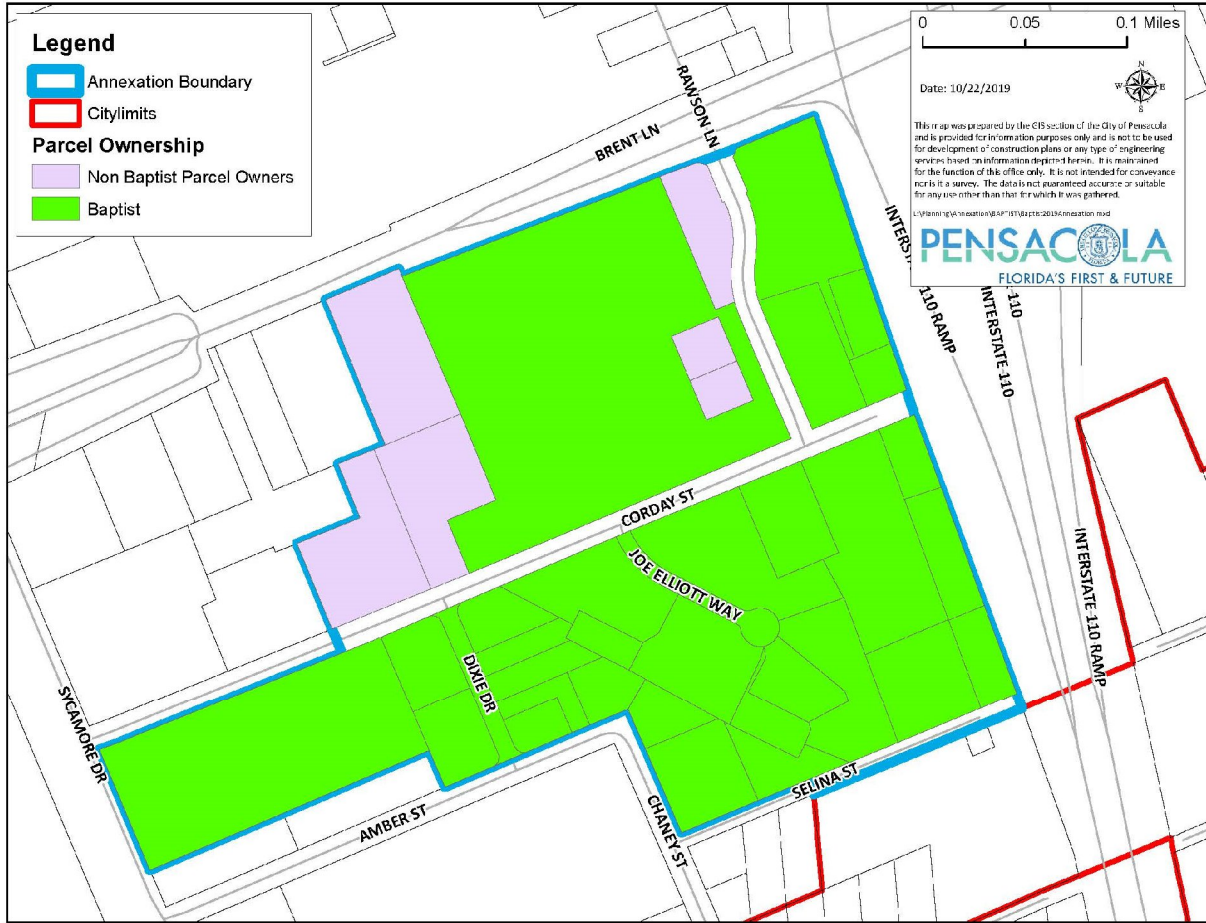 Legend
Annexation Boundary
Citylimits
Parcel Ownership
Non Baptist Parcel Owners
Baptist
0 0.05 0.1 Miles
Date: 10/22/2019
N
W E
S
This map was prepared by the GIS section of the City of Pensacola
and is provided for information purposes only and is not to be used
for development of construction plans or any type of engineering
services based on information depicted herein. It is maintained
for the function of this office only. It is not intended for conveyance
nor is it a survey. The data is not guaranteed accurate or suitable
for any use other than that for which it was gathered.
L:\Planning\Annexation\BAPTIST\Baptist2019Annexation.mxd
PENSACOLA
FLORIDA'S FIRST & FUTURE
RAWSON LN
BRENT LN
110 RAMP
INTERSTATE 110
110
CORDAY ST
JOE ELLIOTT WAY
INTERSTATE 110 RAMP
DIXIE DR
SYCAMORE DR
SELINA ST
AMBER ST
CHANEY ST